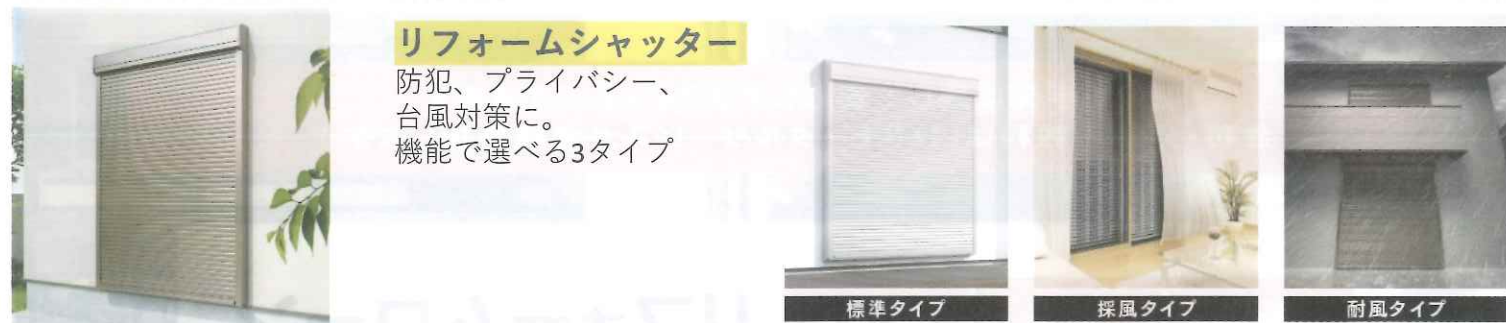 リフォームシャッター
防犯、プライバシー、
台風対策に。
機能で選べる3タイプ
標準タイプ
採風タイプ
耐風タイプ